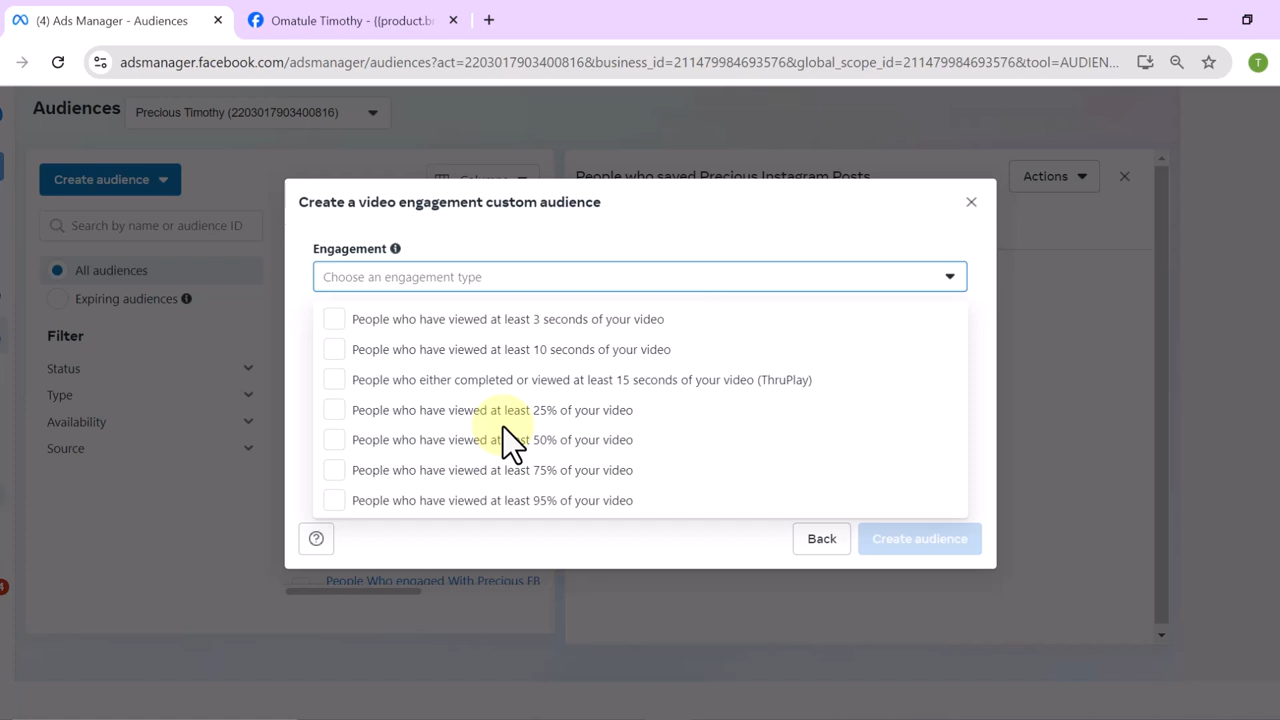 (4) Ads Manager - Audiences
Omatule Timothy - {{product.br
adsmanager.facebook.com/adsmanager/audiences?act=2203017903400816&business_id=211479984693576&global_scope_id=211479984693576&tool=AUDIEN...
T
Audiences
Precious Timothy (2203017903400816)
Create audience
People who saved Precious Instagram Posts
Actions
Search by name or audience ID
All audiences
Expiring audiences
Filter
Status
Type
Availability
Source
Create a video engagement custom audience
Engagement
Choose an engagement type
People who have viewed at least 3 seconds of your video
People who have viewed at least 10 seconds of your video
People who either completed or viewed at least 15 seconds of your video (ThruPlay)
People who have viewed at least 25% of your video
People who have viewed at least 50% of your video
People who have viewed at least 75% of your video
People who have viewed at least 95% of your video
Back
Create audience
People Who engaged With Precious FB
4